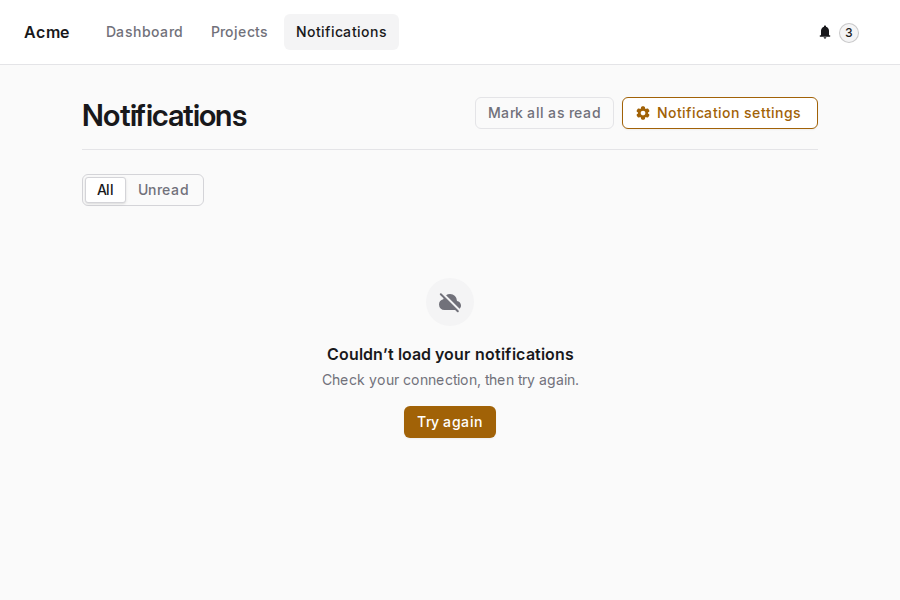 Acme Dashboard Projects Notifications 3
Notifications Mark all as read Notification settings
All Unread
Couldn’t load your notifications
Check your connection, then try again.
Try again